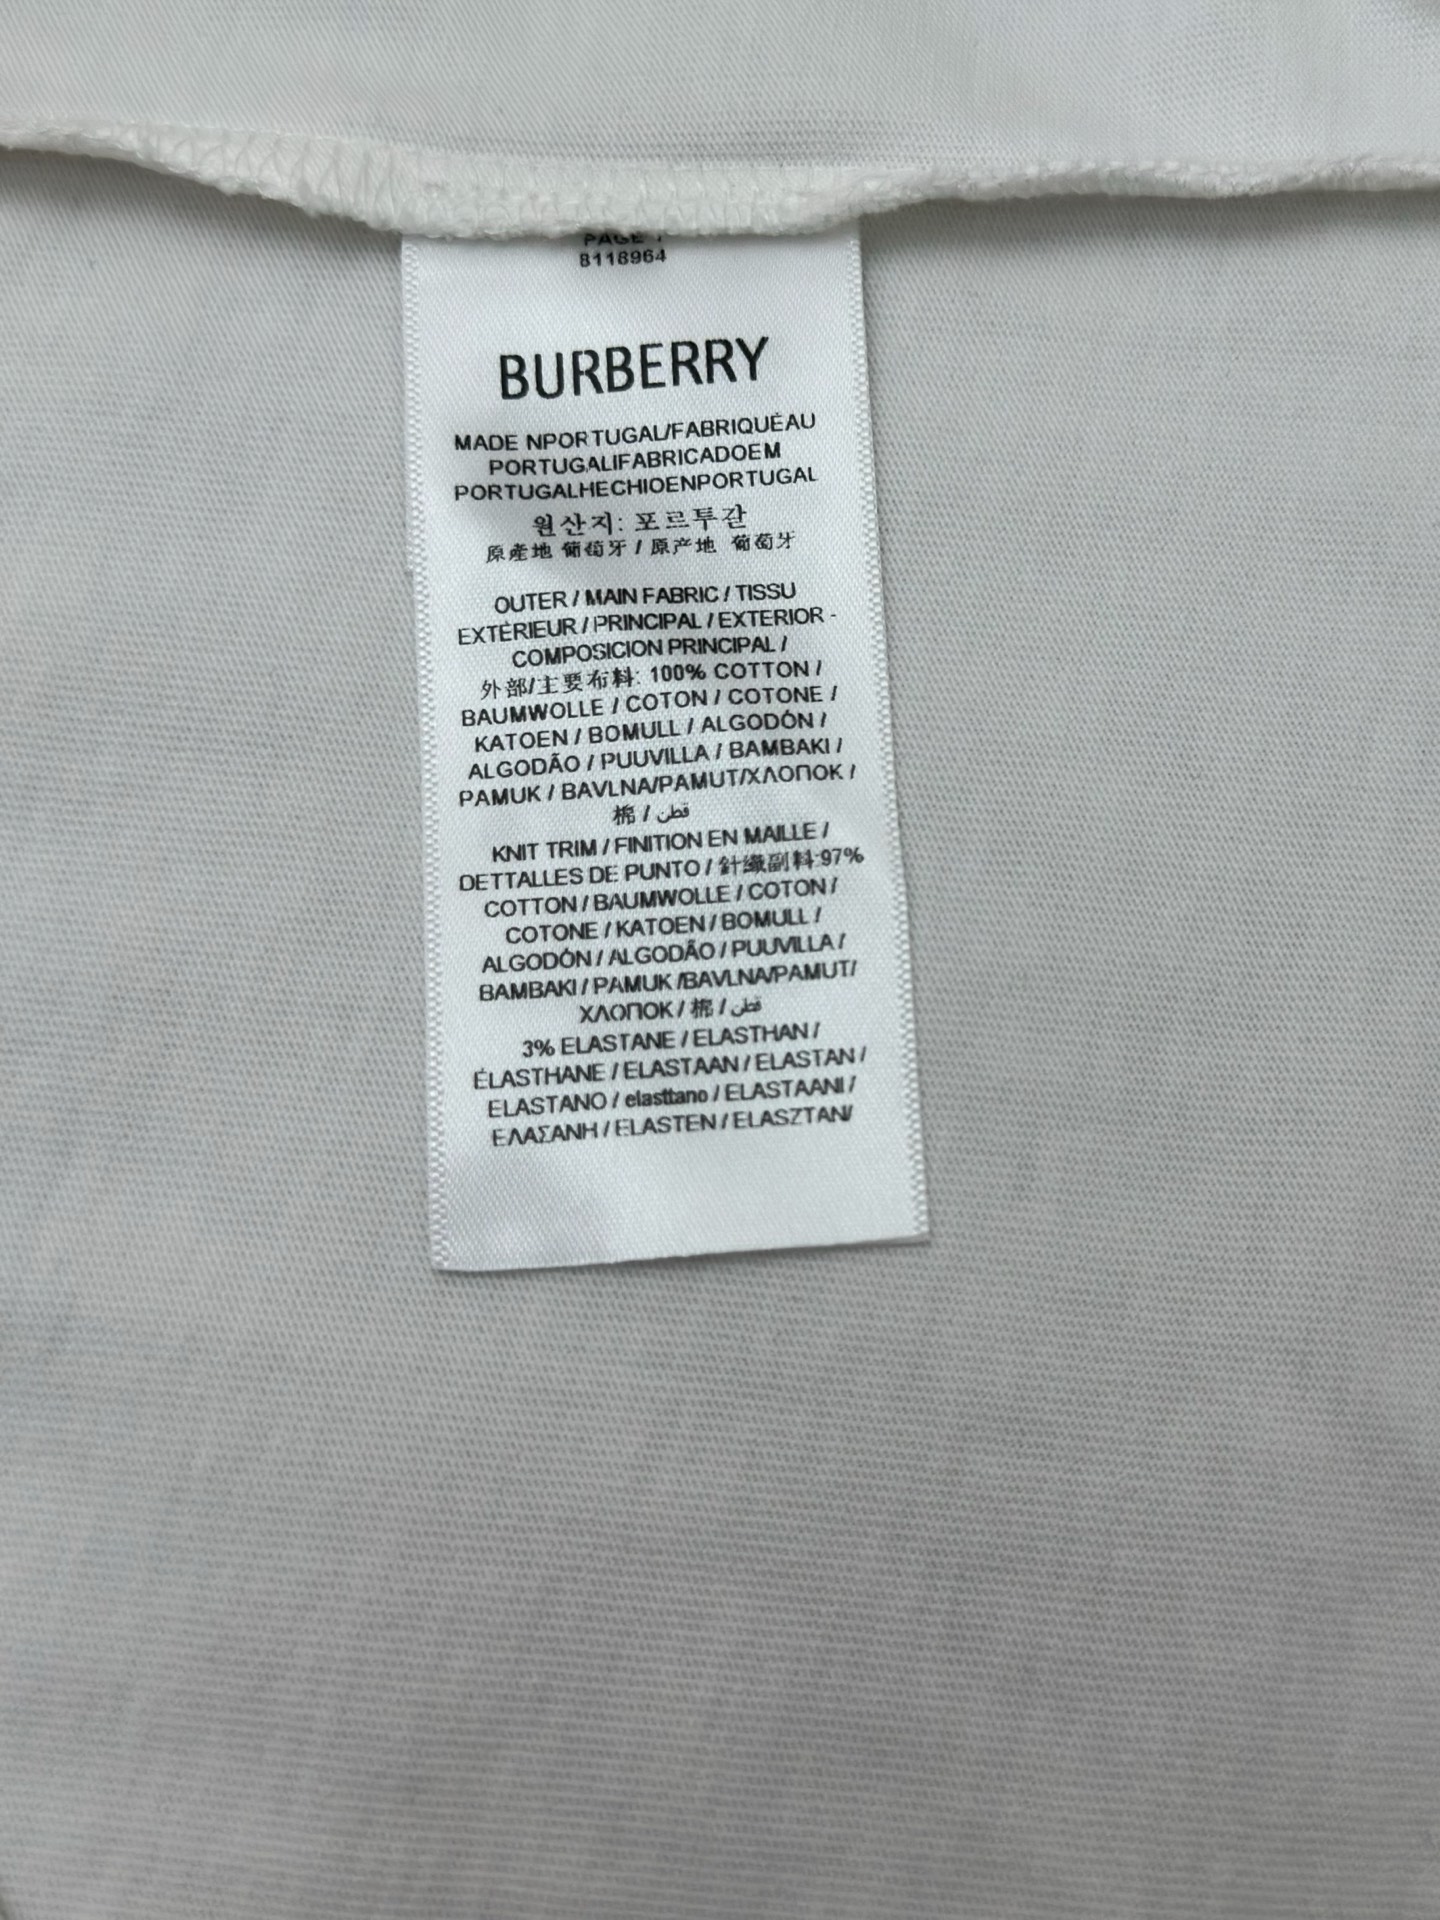 PAGE 1
8118964
BURBERRY
MADE NPORTUGAL/FABRIQUÉAU
PORTUGALIFABRICADOEM
PORTUGALHECHIOENPORTUGAL
원산지: 포르투갈
原產地 葡萄牙 / 原产地 葡萄牙
OUTER / MAIN FABRIC / TISSU
EXTÉRIEUR / PRINCIPAL / EXTERIOR -
COMPOSICION PRINCIPAL /
外部/主要布料: 100% COTTON /
BAUMWOLLE / COTON / COTONE /
KATOEN / BOMULL / ALGODÓN /
ALGODÃO / PUUVILLA / BAMBAKI /
PAMUK / BAVLNA/PAMUT/ХЛОПОК /
棉 / قطن
KNIT TRIM / FINITION EN MAILLE /
DETTALLES DE PUNTO / 針織副料:97%
COTTON / BAUMWOLLE / COTON /
COTONE / KATOEN / BOMULL /
ALGODÓN / ALGODÃO / PUUVILLA /
BAMBAKI / PAMUK /BAVLNA/PAMUT/
ХЛОПОК / 棉 / قطن
3% ELASTANE / ELASTHAN /
ÉLASTHANE / ELASTAAN / ELASTAN /
ELASTANO / elasttano / ELASTAANI /
ΕΛΑΣΑΝΗ / ELASTEN / ELASZTAN/